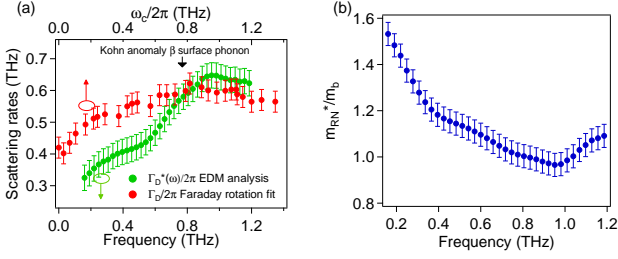 (a)
ω_c/2π (THz)
0.0 0.4 0.8 1.2
Kohn anomaly β surface phonon
Scattering rates (THz)
0.7
0.6
0.5
0.4
0.3
Γ_D*(ω)/2π EDM analysis
Γ_D/2π Faraday rotation fit
0.0 0.4 0.8 1.2
Frequency (THz)
(b)
m_RN*/m_b
1.6
1.4
1.2
1.0
0.8
0.2 0.4 0.6 0.8 1.0 1.2
Frequency (THz)